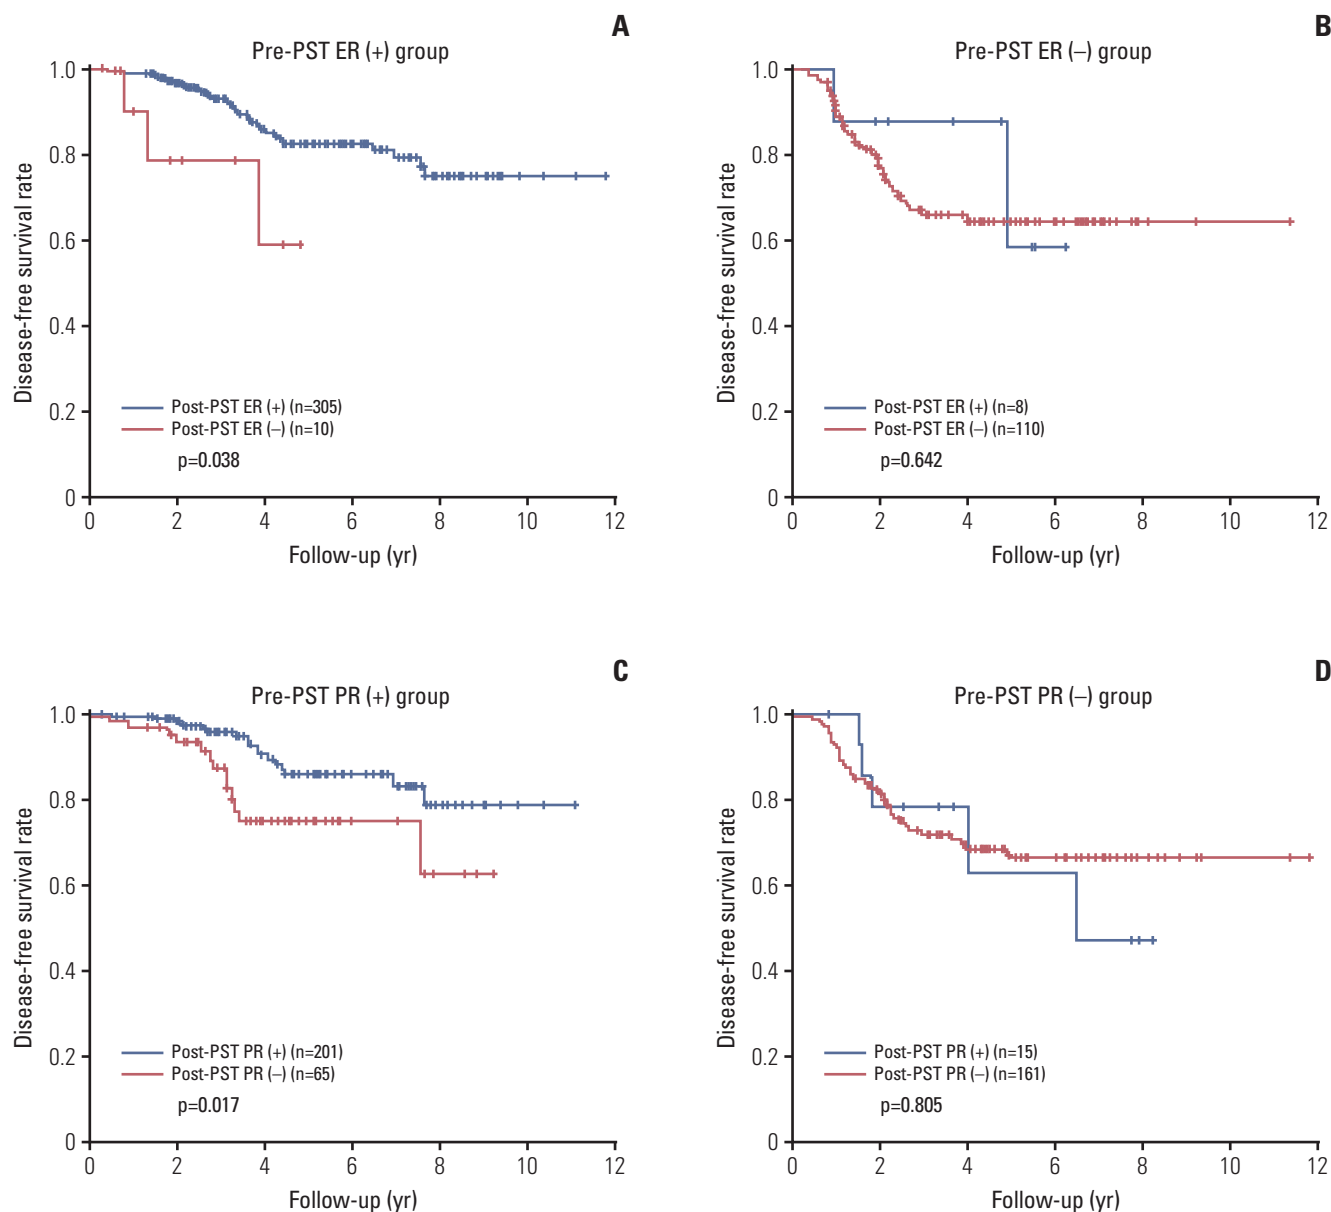 A
Pre-PST ER (+) group
1.0
0.8
0.6
0.4
0.2
0
Disease-free survival rate
Post-PST ER (+) (n=305)
Post-PST ER (–) (n=10)
p=0.038
0 2 4 6 8 10 12
Follow-up (yr)
B
Pre-PST ER (–) group
1.0
0.8
0.6
0.4
0.2
0
Disease-free survival rate
Post-PST ER (+) (n=8)
Post-PST ER (–) (n=110)
p=0.642
0 2 4 6 8 10 12
Follow-up (yr)
C
Pre-PST PR (+) group
1.0
0.8
0.6
0.4
0.2
0
Disease-free survival rate
Post-PST PR (+) (n=201)
Post-PST PR (–) (n=65)
p=0.017
0 2 4 6 8 10 12
Follow-up (yr)
D
Pre-PST PR (–) group
1.0
0.8
0.6
0.4
0.2
0
Disease-free survival rate
Post-PST PR (+) (n=15)
Post-PST PR (–) (n=161)
p=0.805
0 2 4 6 8 10 12
Follow-up (yr)